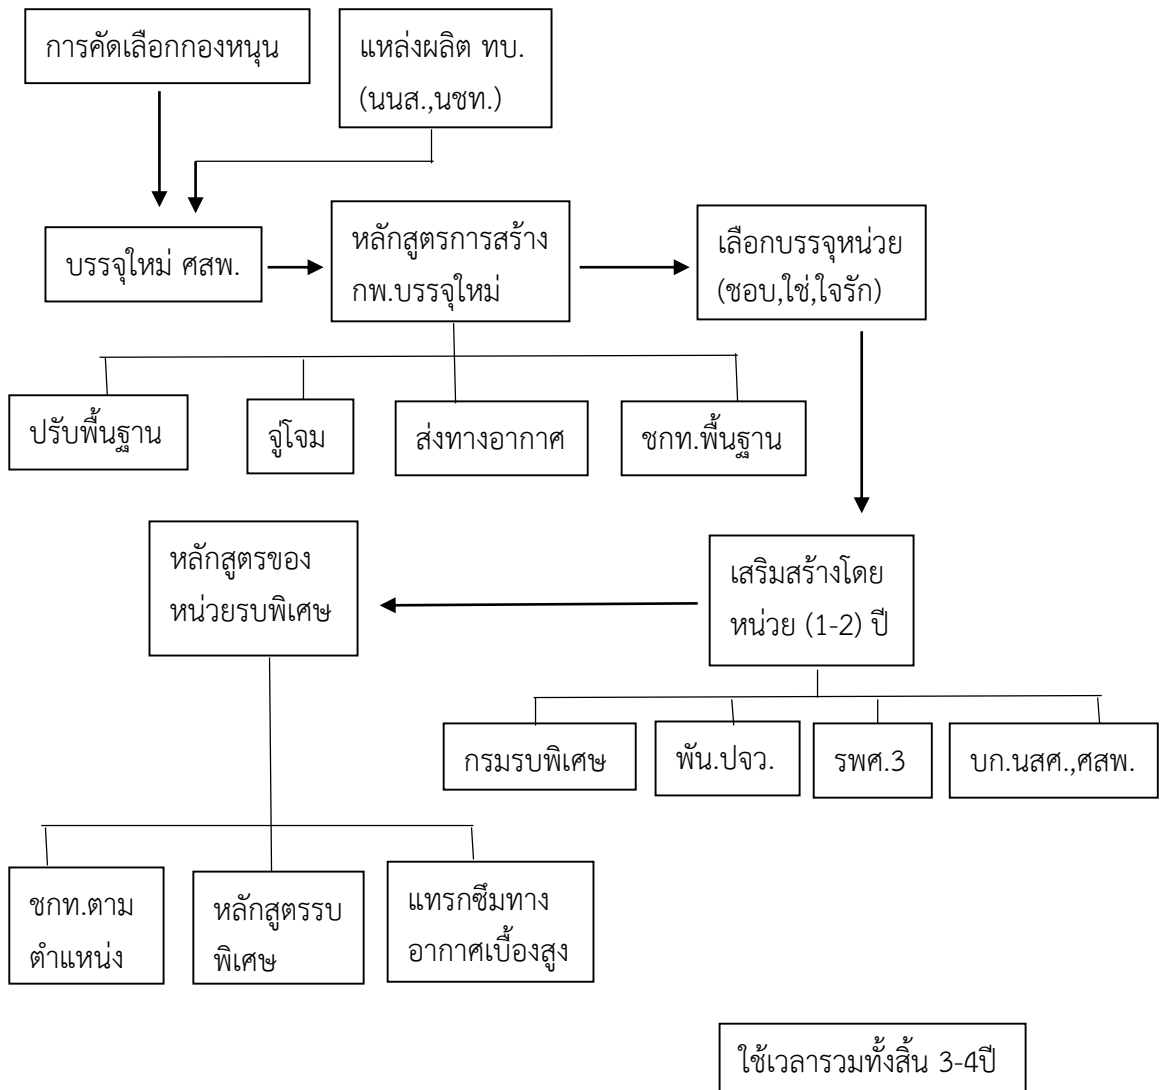 การคัดเลือกกองหนุน
แหล่งผลิต ทบ.
(นนส.,นชท.)
บรรจุใหม่ ศสพ.
หลักสูตรการสร้าง
กพ.บรรจุใหม่
เลือกบรรจุหน่วย
(ชอบ,ใช่,ใจรัก)
ปรับพื้นฐาน
จู่โจม
ส่งทางอากาศ
ชกท.พื้นฐาน
หลักสูตรของ
หน่วยรบพิเศษ
เสริมสร้างโดย
หน่วย (1-2) ปี
กรมรบพิเศษ
พัน.ปจว.
รพศ.3
บก.นสศ.,ศสพ.
ชกท.ตาม
ตำแหน่ง
หลักสูตรรบ
พิเศษ
แทรกซึมทาง
อากาศเบื้องสูง
ใช้เวลารวมทั้งสิ้น 3-4ปี